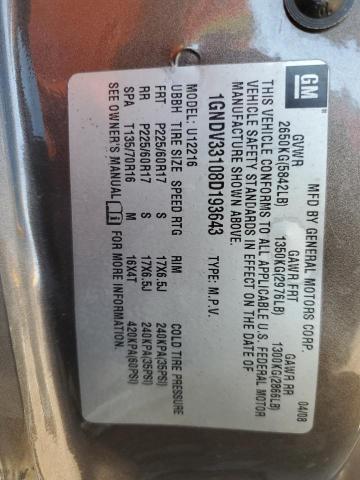 GM
MFD BY GENERAL MOTORS CORP. 04/08
GVWR GAWR FRT GAWR RR
2650KG(5842LB) 1350KG(2976LB) 1300KG(2866LB)
THIS VEHICLE CONFORMS TO ALL APPLICABLE U.S. FEDERAL MOTOR
VEHICLE SAFETY STANDARDS IN EFFECT ON THE DATE OF
MANUFACTURE SHOWN ABOVE.
1GNDV33108D193643 TYPE: M.P.V.
MODEL: U12216
UBBH TIRE SIZE SPEED RTG RIM COLD TIRE PRESSURE
FRT P225/60R17 S 17X6.5J 240KPA(35PSI)
RR P225/60R17 S 17X6.5J 240KPA(35PSI)
SPA T135/70R16 M 16X4T 420KPA(60PSI)
SEE OWNER'S MANUAL FOR MORE INFORMATION.